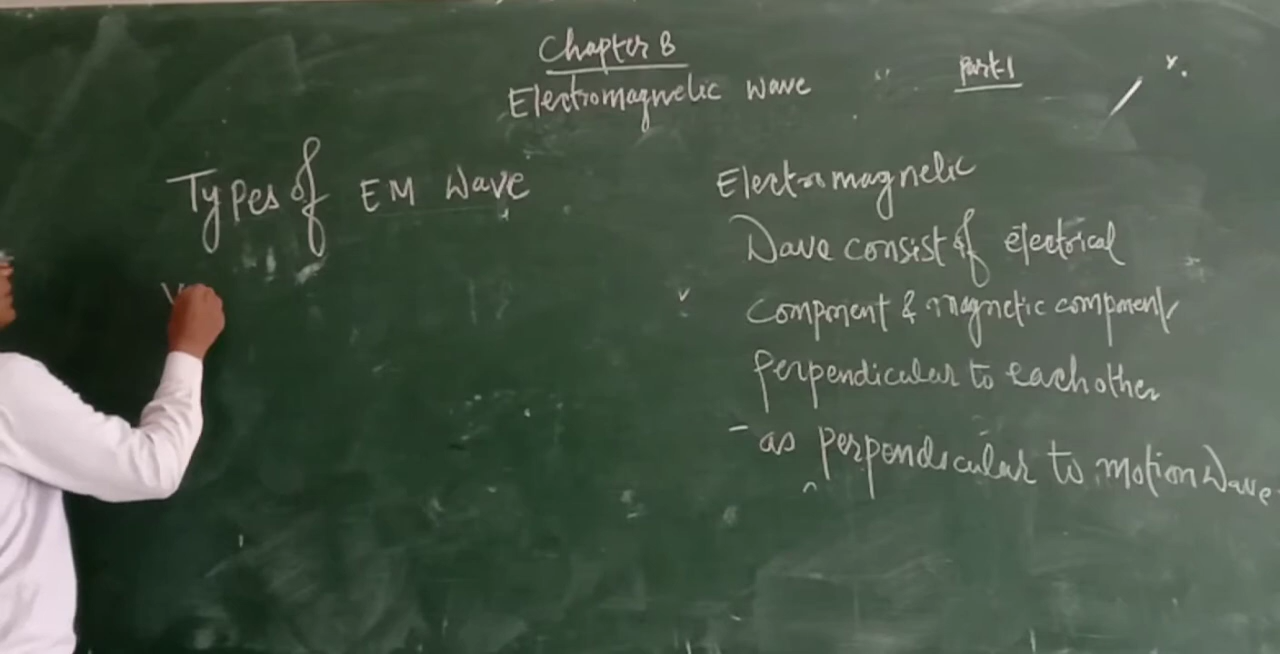 Chapter 8
Electromagnetic wave
Part-1
Types of EM Wave
Electromagnetic
Wave consist of electrical
component & magnetic component
perpendicular to each other
- as perpendicular to motion wave